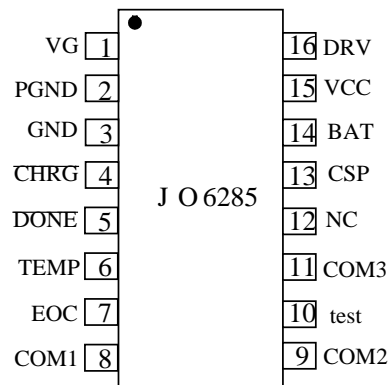 VG 1 16 DRV
PGND 2 15 VCC
GND 3 14 BAT
CHRG 4 13 CSP
JO6285
DONE 5 12 NC
TEMP 6 11 COM3
EOC 7 10 test
COM1 8 9 COM2